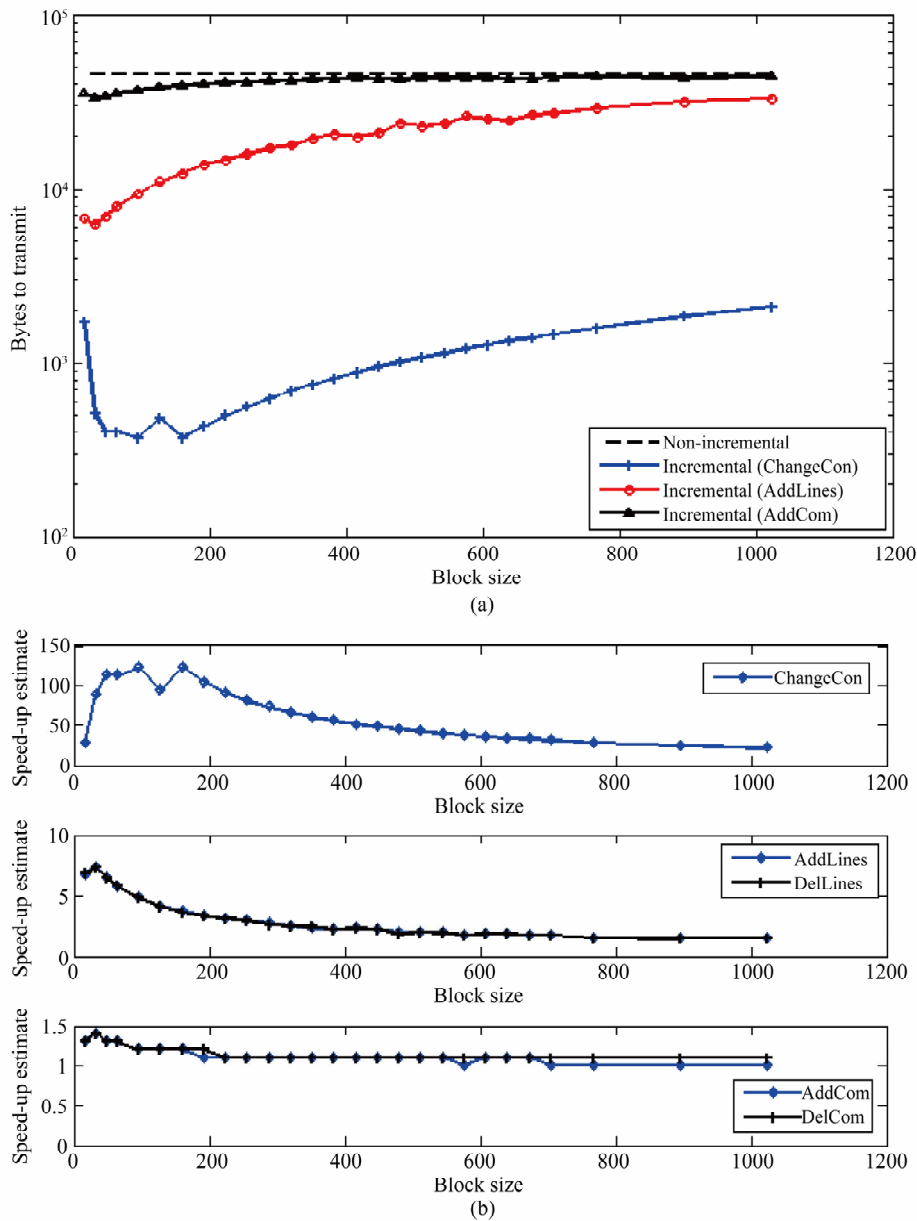 10^5
10^4
10^3
10^2
Bytes to transmit
Non-incremental
Incremental (ChangeCon)
Incremental (AddLines)
Incremental (AddCom)
0 200 400 600 800 1000 1200
Block size
(a)
150
100
50
0
Speed-up estimate
ChangeCon
0 200 400 600 800 1000 1200
Block size
10
5
0
Speed-up estimate
AddLines
DelLines
0 200 400 600 800 1000 1200
Block size
1.5
1
0.5
0
Speed-up estimate
AddCom
DelCom
0 200 400 600 800 1000 1200
Block size
(b)